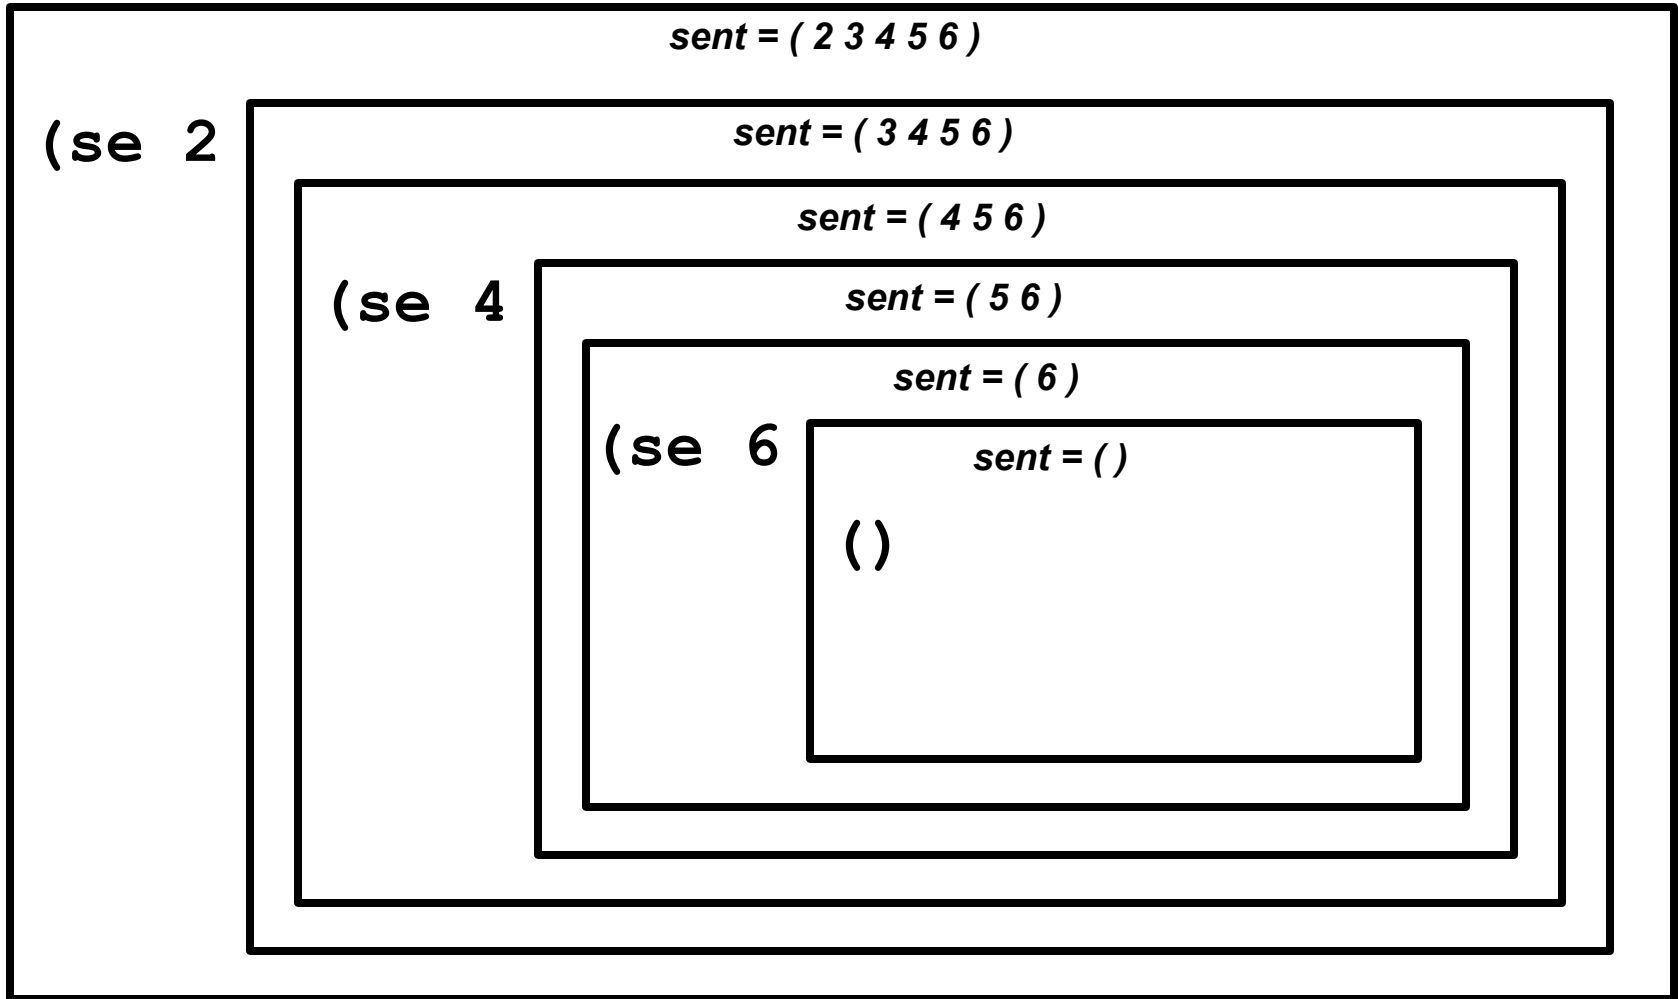 sent = ( 2 3 4 5 6 )
(se 2
sent = ( 3 4 5 6 )
sent = ( 4 5 6 )
(se 4
sent = ( 5 6 )
sent = ( 6 )
(se 6
sent = ( )
()